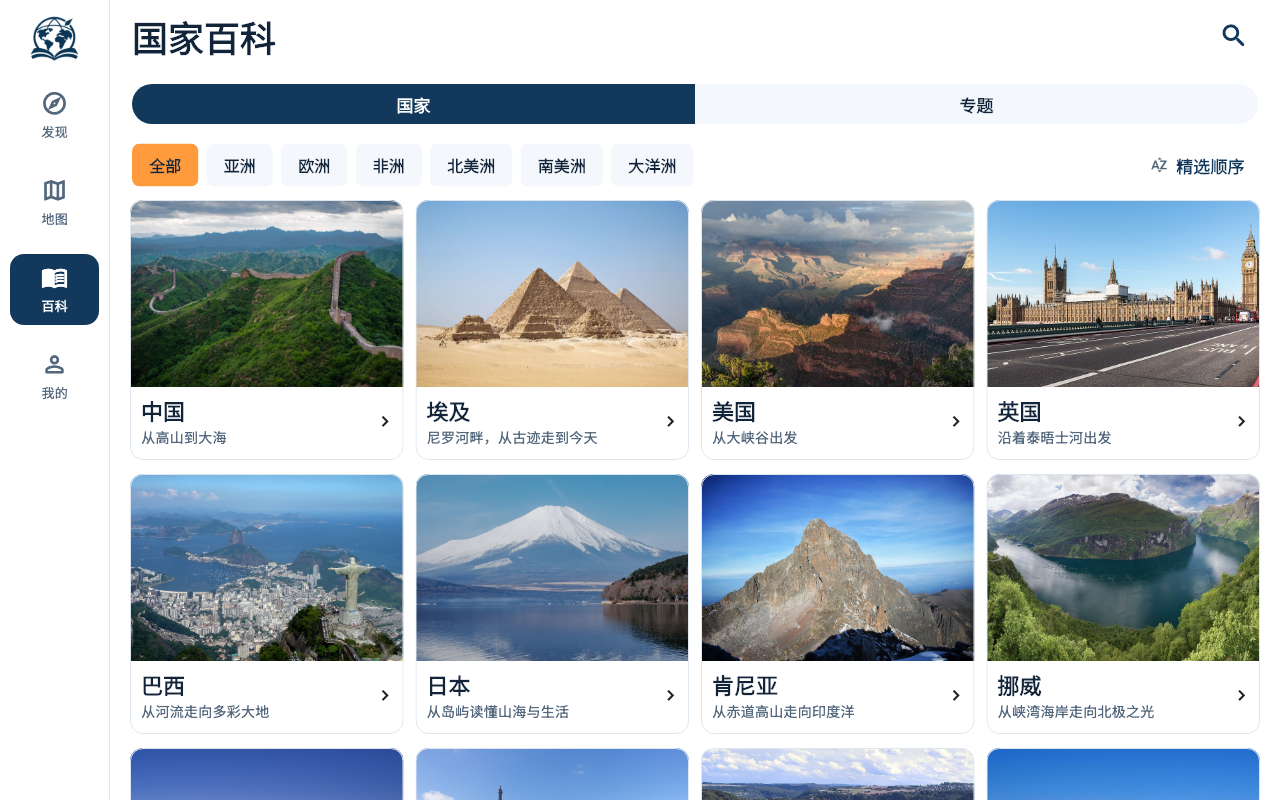 国家百科
发现
地图
百科
我的
国家
专题
全部
亚洲
欧洲
非洲
北美洲
南美洲
大洋洲
AZ 精选顺序
中国
从高山到大海
埃及
尼罗河畔，从古迹走到今天
美国
从大峡谷出发
英国
沿着泰晤士河出发
巴西
从河流走向多彩大地
日本
从岛屿读懂山海与生活
肯尼亚
从赤道高山走向印度洋
挪威
从峡湾海岸走向北极之光